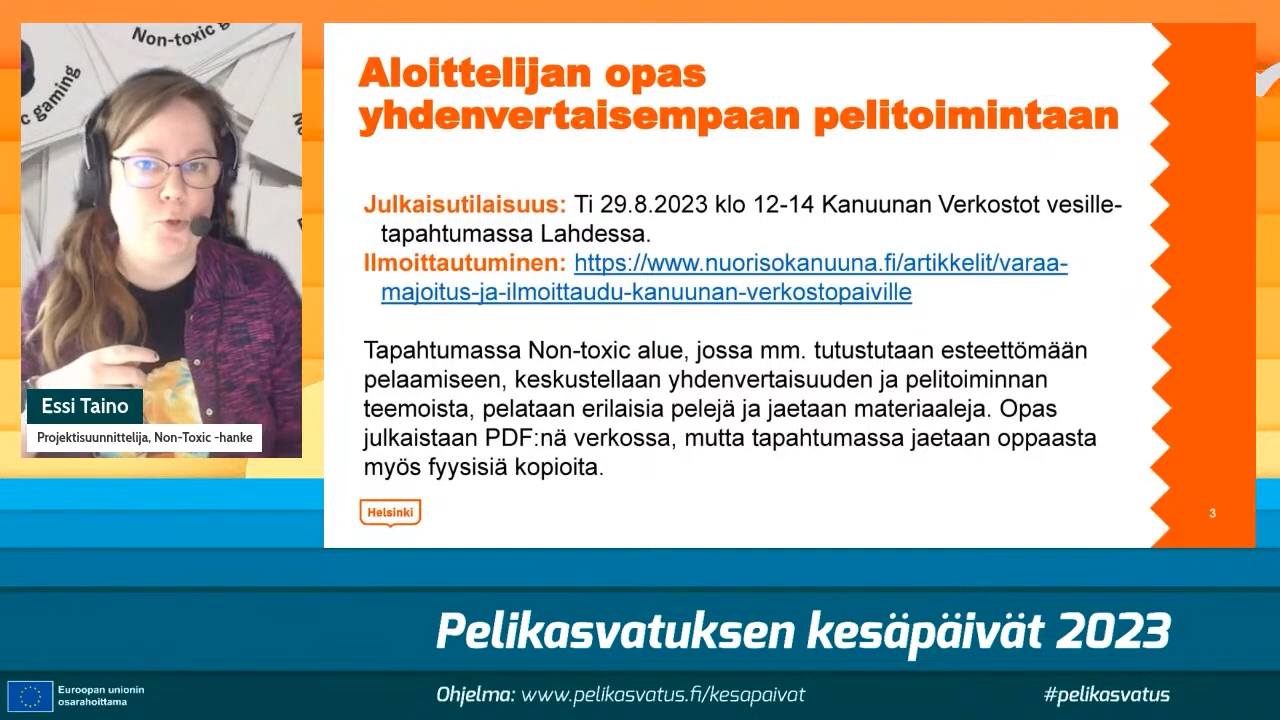 Non-toxic g
c gaming
N
Essi Taino
Projektisuunnittelija, Non-Toxic -hanke
Aloittelijan opas
yhdenvertaisempaan pelitoimintaan
Julkaisutilaisuus: Ti 29.8.2023 klo 12-14 Kanuunan Verkostot vesille-
tapahtumassa Lahdessa.
Ilmoittautuminen: https://www.nuorisokanuuna.fi/artikkelit/varaa-
majoitus-ja-ilmoittaudu-kanuunan-verkostopaiville
Tapahtumassa Non-toxic alue, jossa mm. tutustutaan esteettömään
pelaamiseen, keskustellaan yhdenvertaisuuden ja pelitoiminnan
teemoista, pelataan erilaisia pelejä ja jaetaan materiaaleja. Opas
julkaistaan PDF:nä verkossa, mutta tapahtumassa jaetaan oppaasta
myös fyysisiä kopioita.
Helsinki
3
Pelikasvatuksen kesäpäivät 2023
Euroopan unionin
osarahoittama
Ohjelma: www.pelikasvatus.fi/kesapaivat
#pelikasvatus